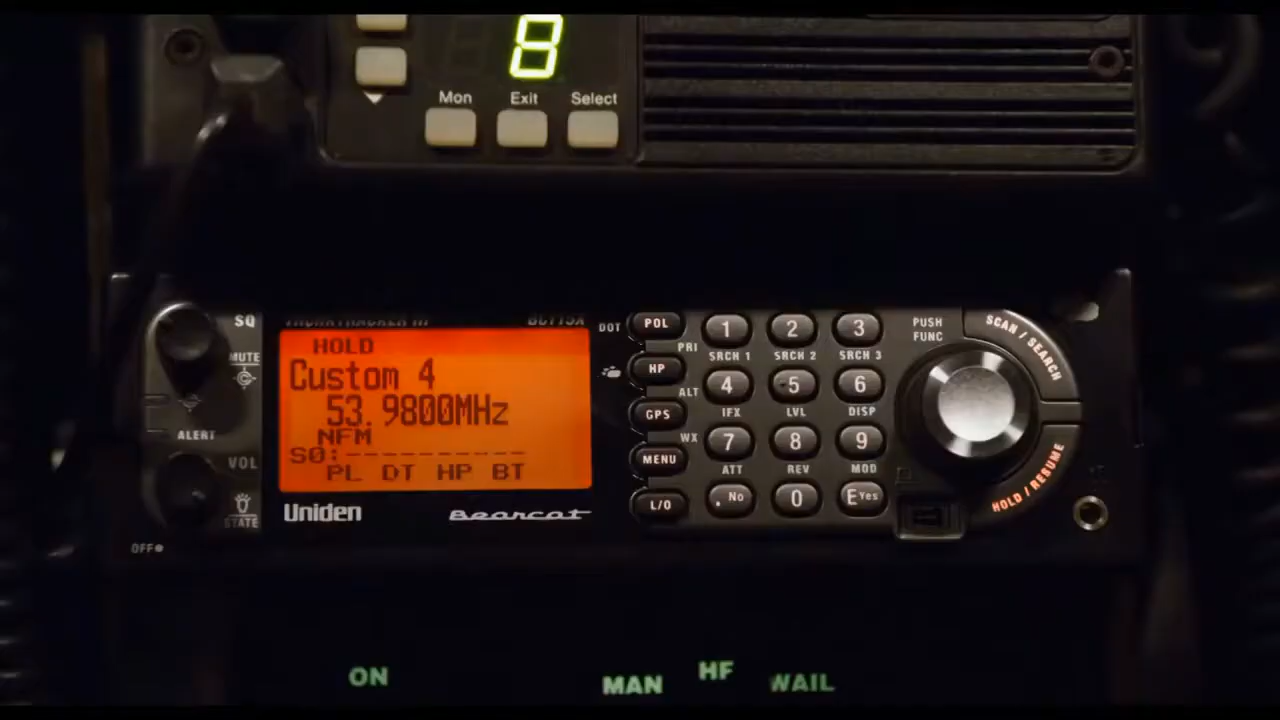 8
Mon Exit Select
SQ
MUTE
ALERT
VOL
STATE
OFF
HOLD
Custom 4
53.9800MHz
NFM
S0:----------
PL DT HP BT
Uniden Bearcat
DOT POL
PRI
HP
ALT
GPS
WX
MENU
L/O
1 2 3
SRCH 1 SRCH 2 SRCH 3
4 5 6
IFX LVL DISP
7 8 9
ATT REV MOD
. No 0 E Yes
PUSH
FUNC
SCAN / SEARCH
HOLD / RESUME
ON MAN HF WAIL